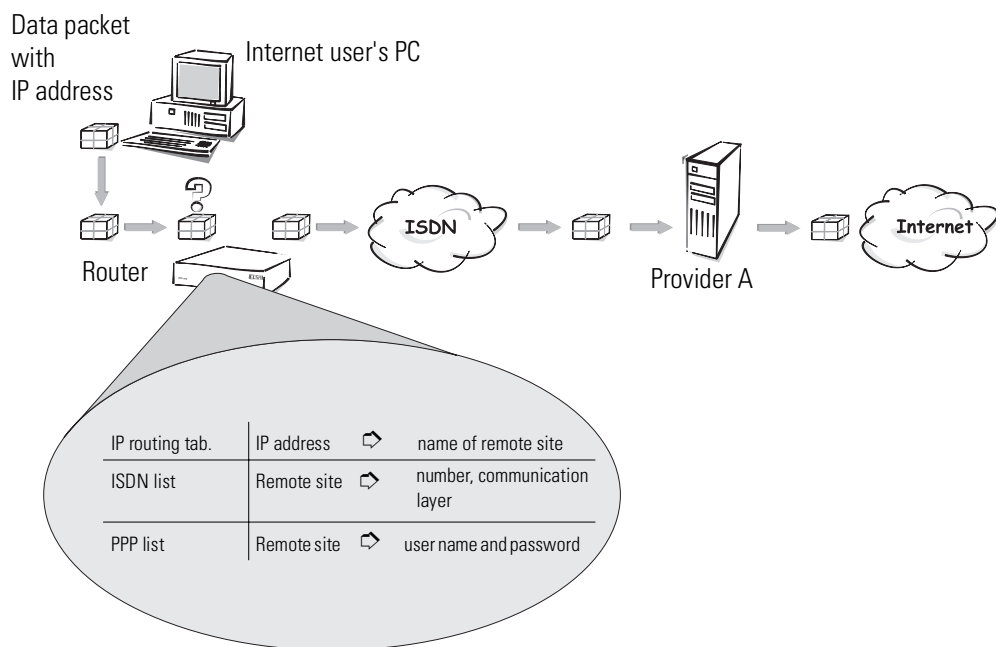 Data packet
with
IP address
Internet user's PC
?
ISDN
Internet
Router
Provider A
IP routing tab.
IP address
name of remote site
ISDN list
Remote site
number, communication
layer
PPP list
Remote site
user name and password